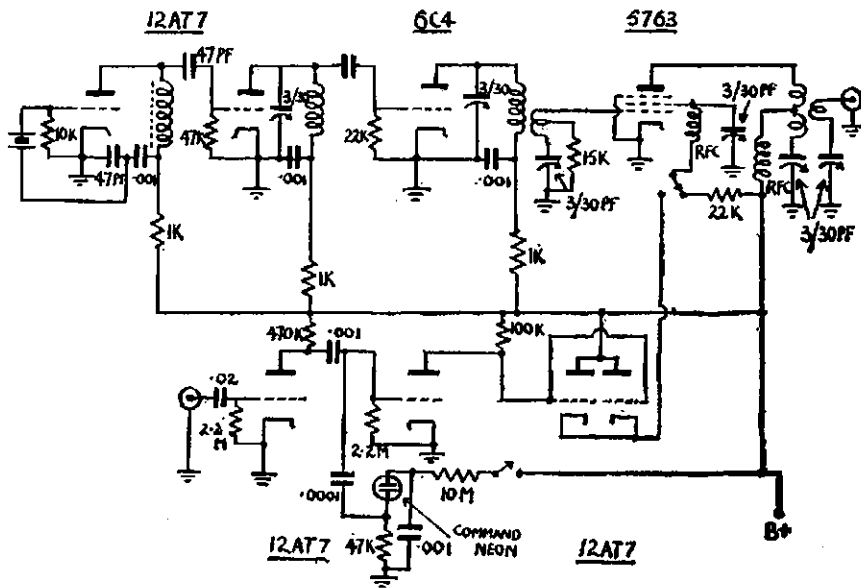 12AT7 6C4 5763
47PF
3/30PF
3/30 3/30
10K 47K 22K
47PF .001 .001 .001 15K RFC RFC
3/30PF 22K
3/30PF
1K 1K 1K
470K .001 100K
.02
2.2M 2.2M
.0001 10M
COMMAND NEON
12AT7 47K .001 12AT7
B+